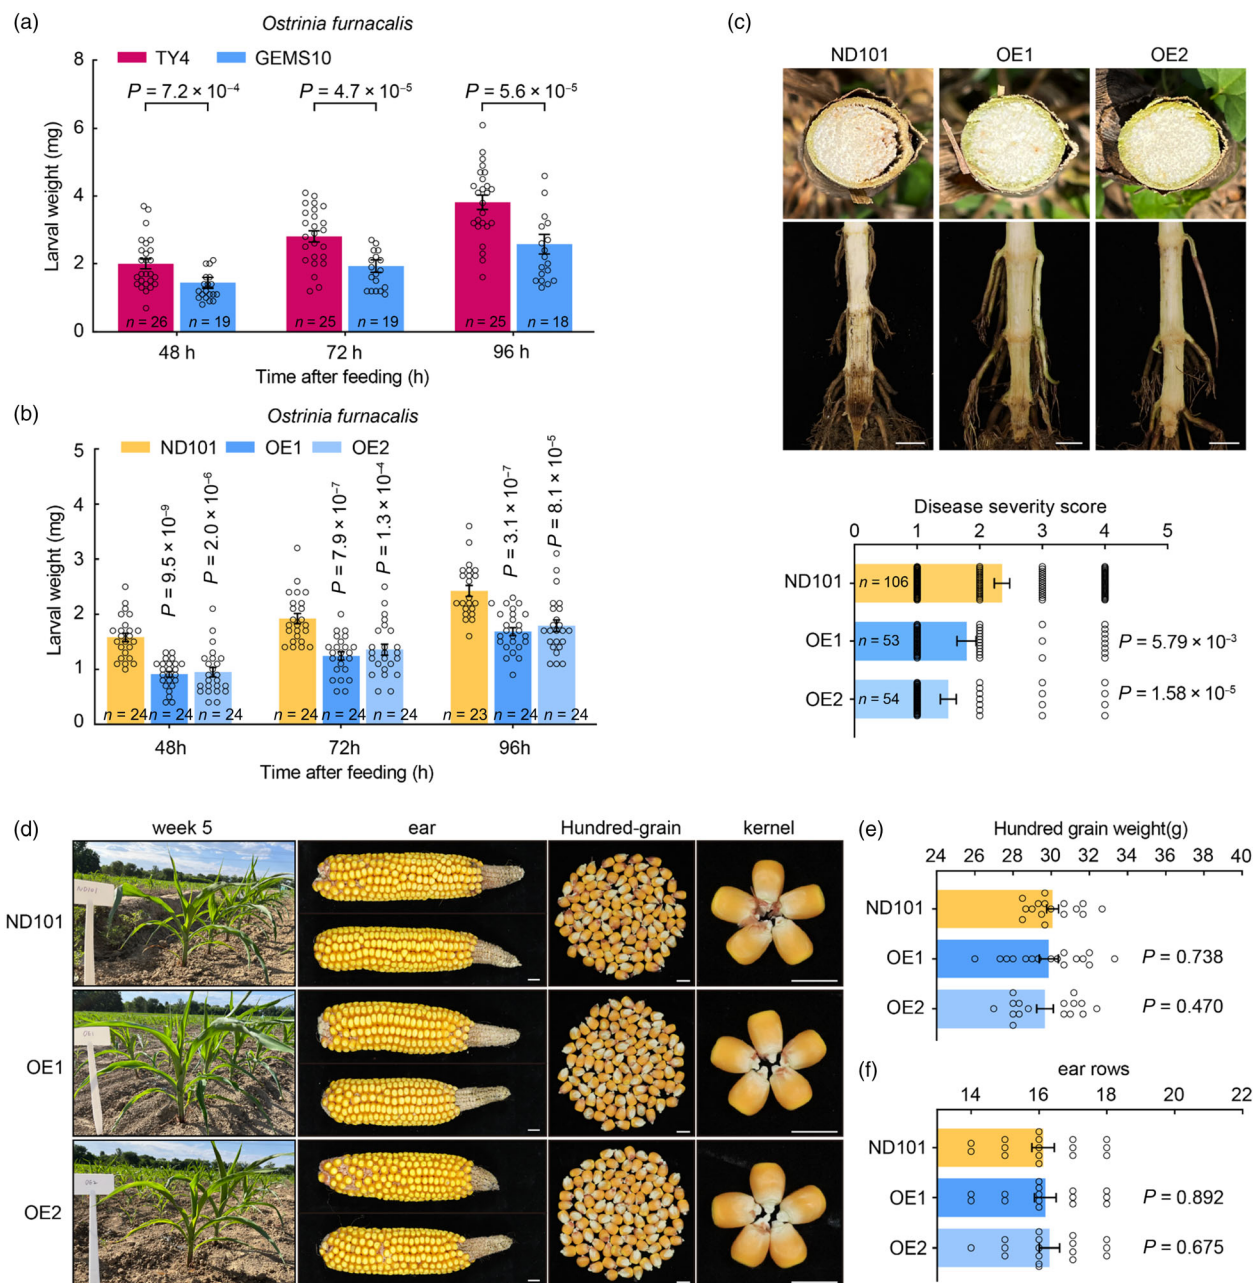 (a)
Ostrinia furnacalis
TY4 GEMS10
P = 7.2 × 10⁻⁴ P = 4.7 × 10⁻⁵ P = 5.6 × 10⁻⁵
Larval weight (mg)
8
6
4
2
0
n = 26 n = 19 n = 25 n = 19 n = 25 n = 18
48 h 72 h 96 h
Time after feeding (h)
(b)
Ostrinia furnacalis
ND101 OE1 OE2
P = 9.5 × 10⁻⁹ P = 2.0 × 10⁻⁶ P = 7.9 × 10⁻⁷ P = 1.3 × 10⁻⁴ P = 3.1 × 10⁻⁷ P = 8.1 × 10⁻⁵
Larval weight (mg)
5
4
3
2
1
0
n = 24 n = 24 n = 24 n = 24 n = 24 n = 24 n = 23 n = 24 n = 24
48h 72h 96h
Time after feeding (h)
(c)
ND101 OE1 OE2
Disease severity score
0 1 2 3 4 5
ND101 n = 106
OE1 n = 53 P = 5.79 × 10⁻³
OE2 n = 54 P = 1.58 × 10⁻⁵
(d)
week 5 ear Hundred-grain kernel
ND101
OE1
OE2
(e)
Hundred grain weight(g)
24 26 28 30 32 34 36 38 40
ND101
OE1 P = 0.738
OE2 P = 0.470
(f)
ear rows
14 16 18 20 22
ND101
OE1 P = 0.892
OE2 P = 0.675